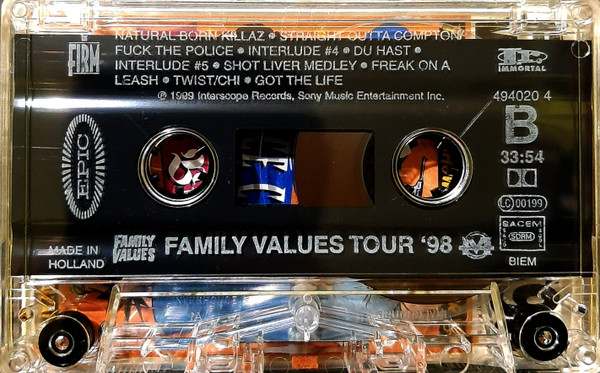 NATURAL BORN KILLAZ • STRAIGHT OUTTA COMPTON/
FUCK THE POLICE • INTERLUDE #4 • DU HAST •
INTERLUDE #5 • SHOT LIVER MEDLEY • FREAK ON A
LEASH • TWIST/CHI • GOT THE LIFE
℗ 1999 Interscope Records, Sony Music Entertainment Inc.
THE FIRM
IMMORTAL
494020 4
B
33:54
EPIC
LC 00199
SACEM
SDRM
BIEM
MADE IN
HOLLAND
FAMILY
VALUES
FAMILY VALUES TOUR '98